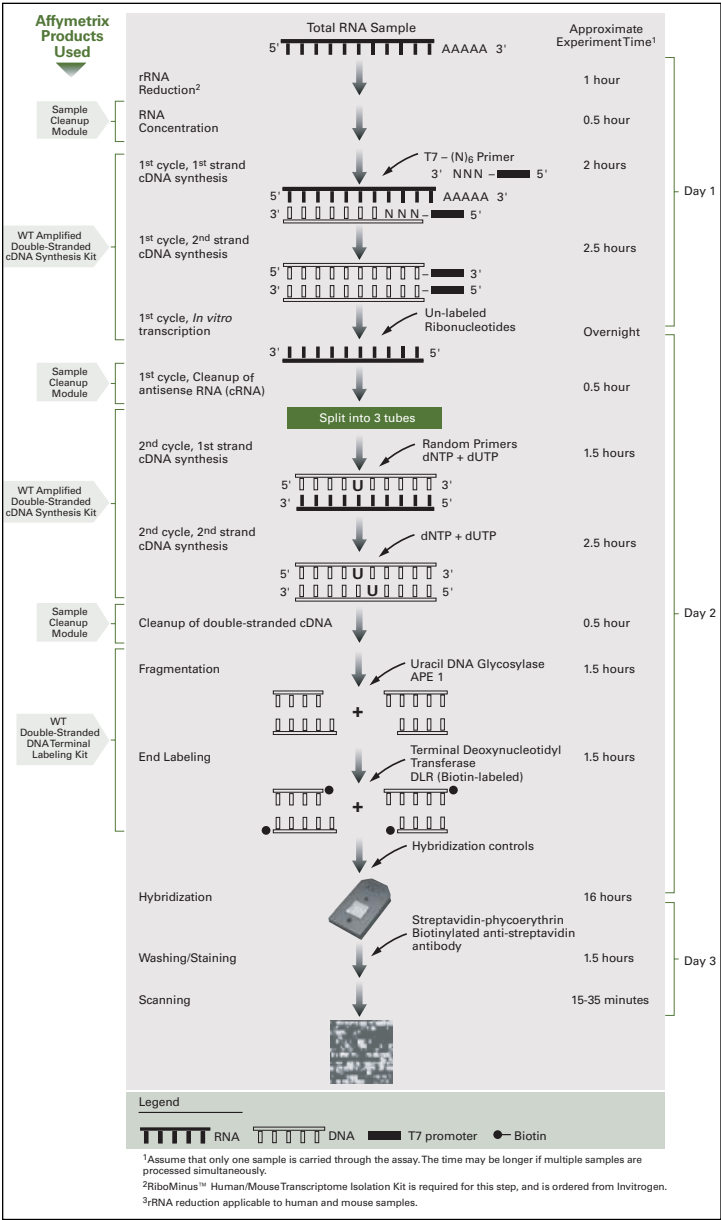 Affymetrix
Products
Used
Total RNA Sample
Approximate
Experiment Time1
5' AAAAA 3'
rRNA
Reduction2
1 hour
Sample
Cleanup
Module
RNA
Concentration
0.5 hour
1st cycle, 1st strand
cDNA synthesis
T7 – (N)6 Primer
3' NNN – 5'
2 hours
Day 1
5' AAAAA 3'
3' NNN – 5'
WT Amplified
Double-Stranded
cDNA Synthesis Kit
1st cycle, 2nd strand
cDNA synthesis
2.5 hours
5' – 3'
3' – 5'
1st cycle, In vitro
transcription
Un-labeled
Ribonucleotides
Overnight
3' 5'
Sample
Cleanup
Module
1st cycle, Cleanup of
antisense RNA (cRNA)
0.5 hour
Split into 3 tubes
2nd cycle, 1st strand
cDNA synthesis
Random Primers
dNTP + dUTP
1.5 hours
5' U 3'
3' 5'
WT Amplified
Double-Stranded
cDNA Synthesis Kit
2nd cycle, 2nd strand
cDNA synthesis
dNTP + dUTP
2.5 hours
5' U 3'
3' U 5'
Sample
Cleanup
Module
Cleanup of double-stranded cDNA
0.5 hour
Day 2
Fragmentation
Uracil DNA Glycosylase
APE 1
1.5 hours
+
WT
Double-Stranded
DNA Terminal
Labeling Kit
End Labeling
Terminal Deoxynucleotidyl
Transferase
DLR (Biotin-labeled)
1.5 hours
+
Hybridization controls
Hybridization
16 hours
Streptavidin-phycoerythrin
Biotinylated anti-streptavidin
antibody
Washing/Staining
1.5 hours
Day 3
Scanning
15-35 minutes
Legend
RNA DNA T7 promoter Biotin
1Assume that only one sample is carried through the assay. The time may be longer if multiple samples are
processed simultaneously.
2RiboMinus™ Human/Mouse Transcriptome Isolation Kit is required for this step, and is ordered from Invitrogen.
3rRNA reduction applicable to human and mouse samples.